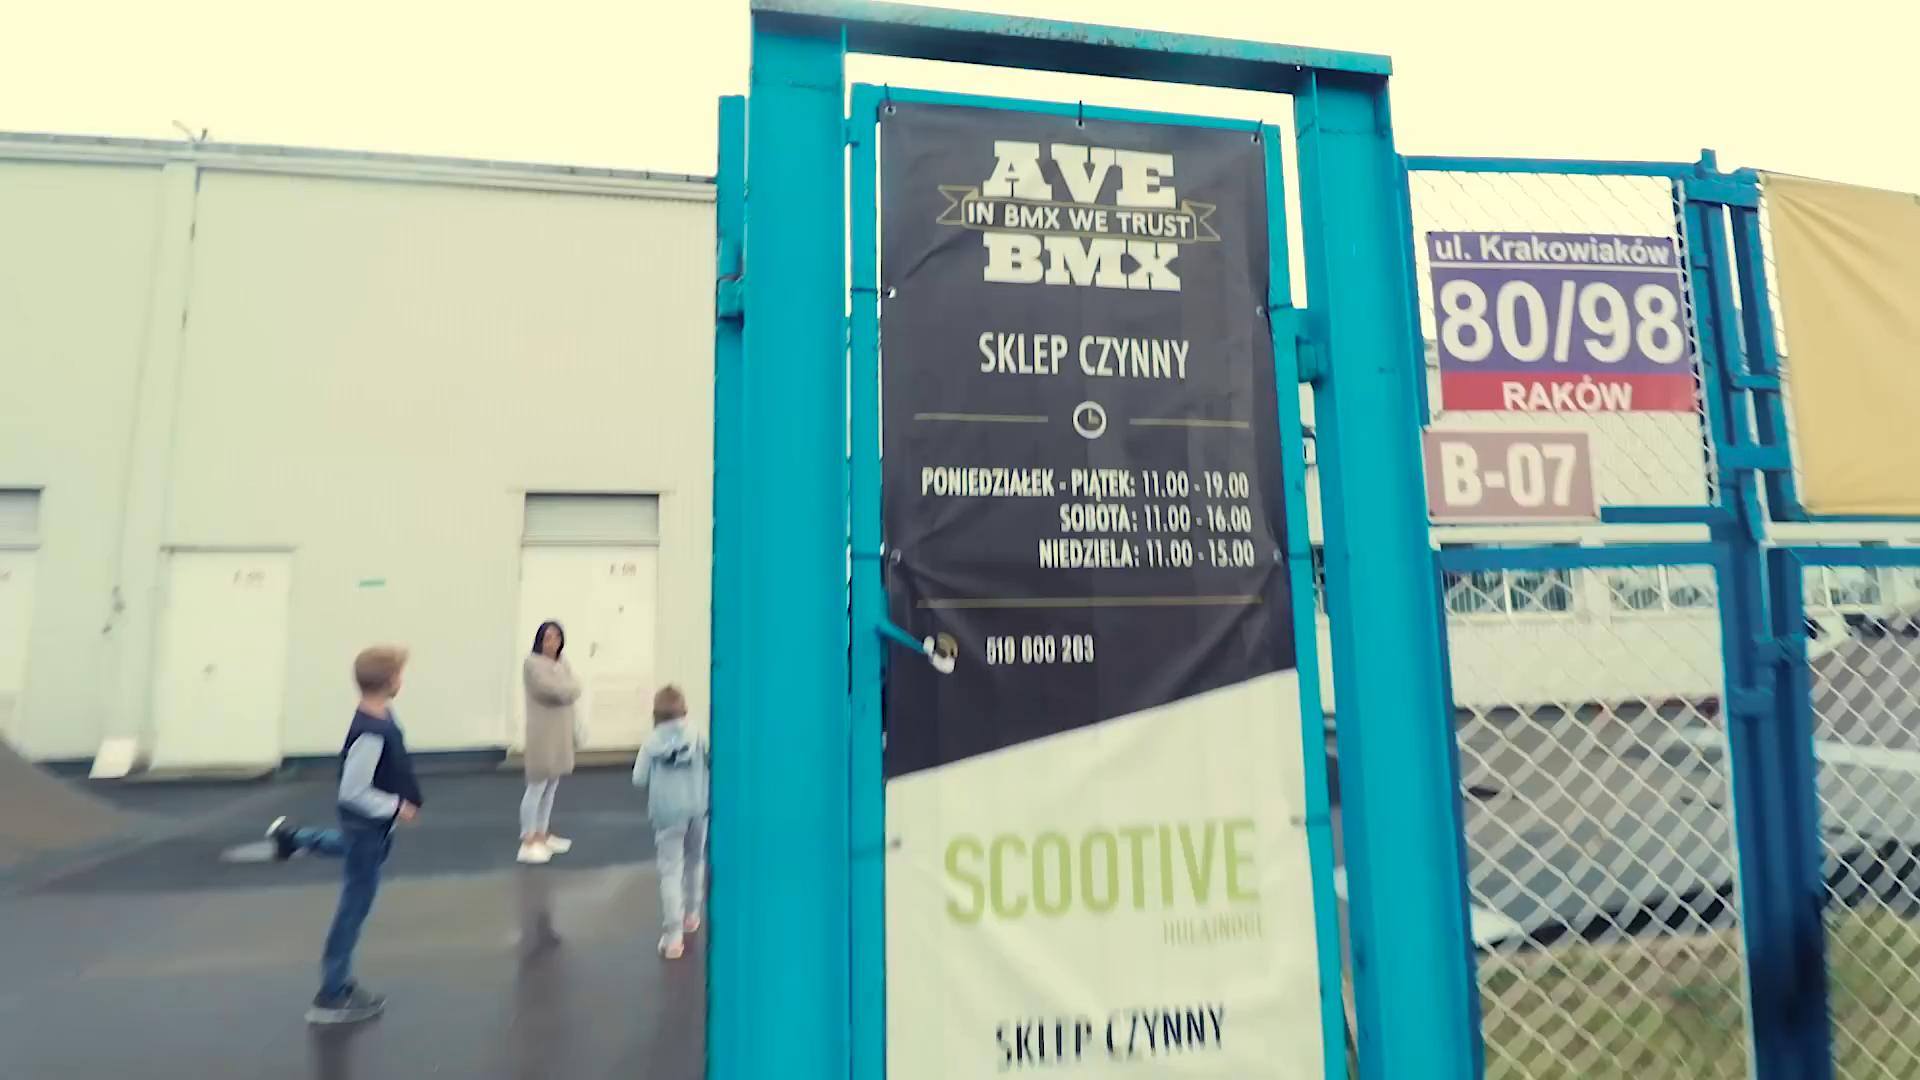 AVE
IN BMX WE TRUST
BMX
SKLEP CZYNNY
PONIEDZIAŁEK - PIĄTEK: 11.00 - 19.00
SOBOTA: 11.00 - 16.00
NIEDZIELA: 11.00 - 15.00
SCOOTIVE
HULAJNOGI
SKLEP CZYNNY
ul. Krakowiaków
80/98
RAKÓW
B-07